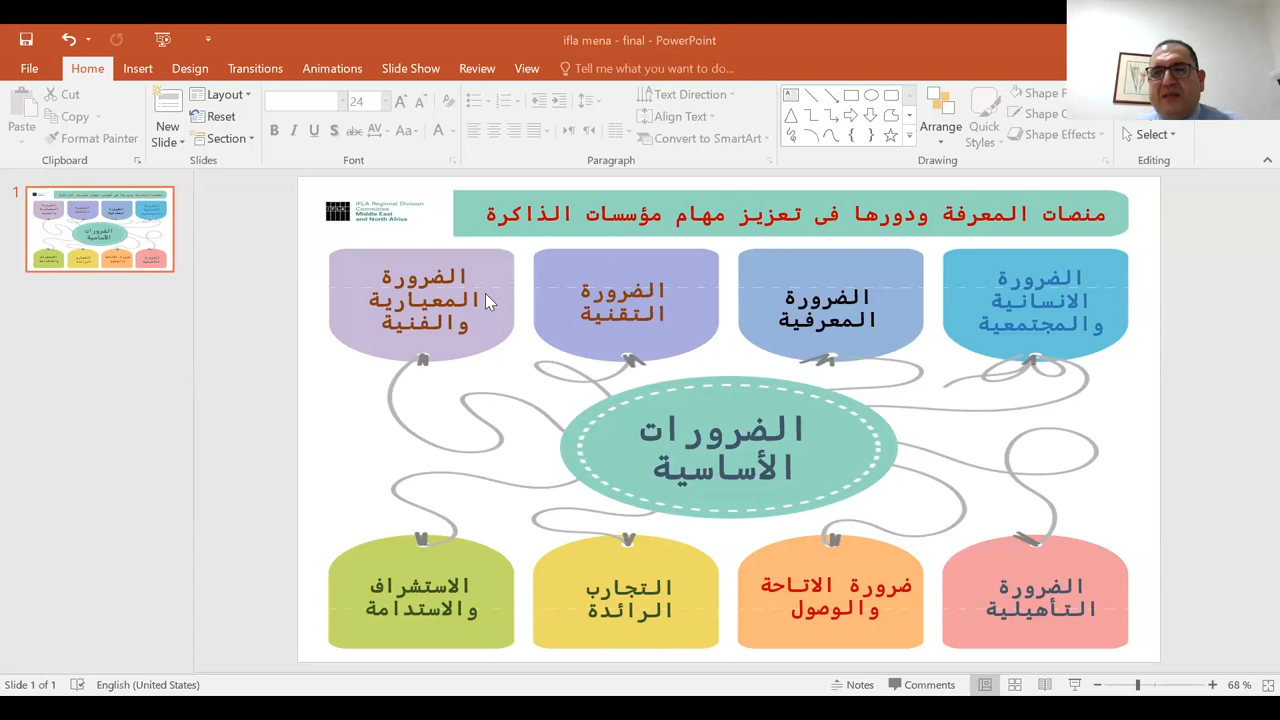 ifla mena - final - PowerPoint
File Home Insert Design Transitions Animations Slide Show Review View Tell me what you want to do...
Paste
Cut
Copy
Format Painter
Clipboard
New Slide
Layout
Reset
Section
Slides
24
Font
Text Direction
Align Text
Convert to SmartArt
Paragraph
Arrange
Quick Styles
Shape F
Shape
Shape Effects
Drawing
Select
Editing
1
IFLA Regional Division
Committee
Middle East
and North Africa
منصات المعرفة ودورها فى تعزيز مهام مؤسسات الذاكرة
الضرورة
الانسانية
والمجتمعية
الضرورة
المعرفية
الضرورة
التقنية
الضرورة
المعيارية
والفنية
الضرورات
الأساسية
الضرورة
التأهيلية
ضرورة الاتاحة
والوصول
التجارب
الرائدة
الاستشراف
والاستدامة
Slide 1 of 1 English (United States) Notes Comments 68 %